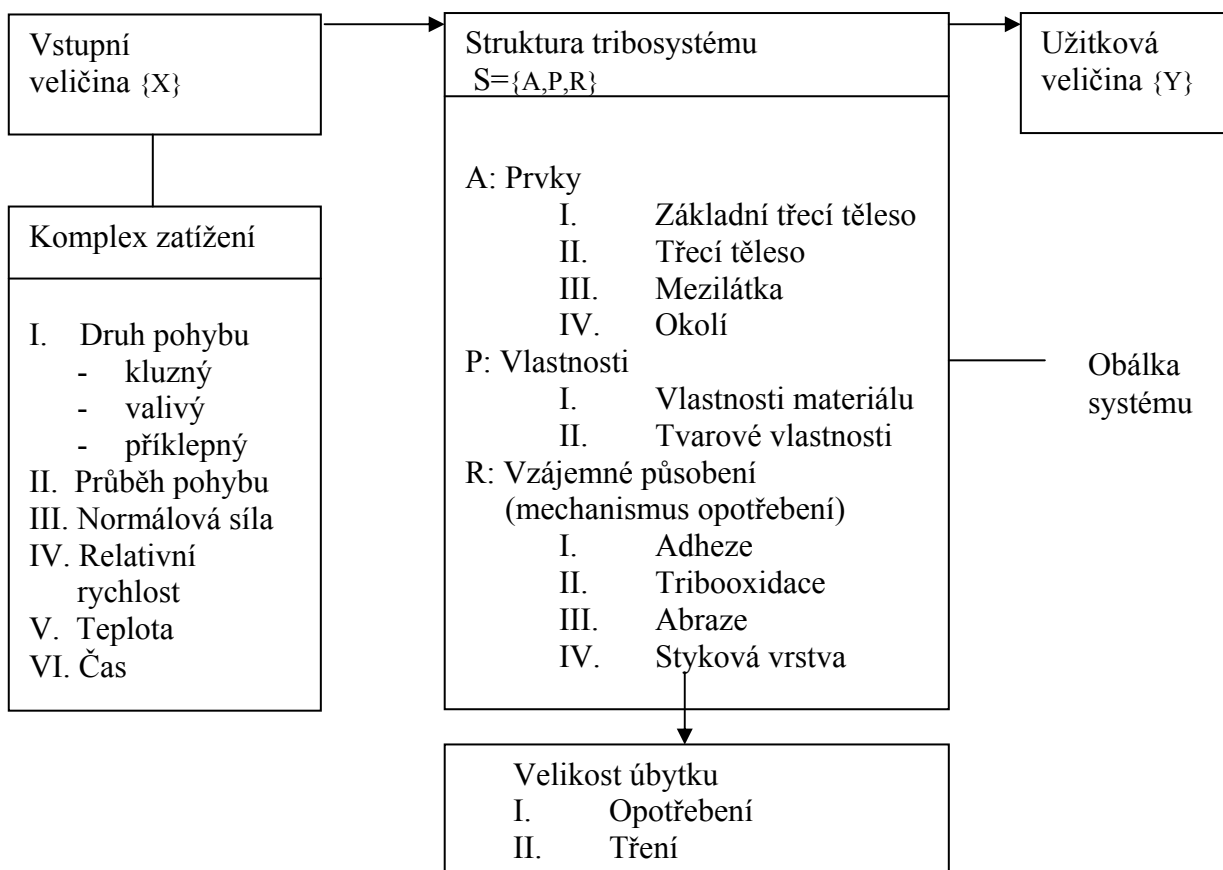 Vstupní
veličina {X}
Komplex zatížení
I. Druh pohybu
- kluzný
- valivý
- příklepný
II. Průběh pohybu
III. Normálová síla
IV. Relativní
rychlost
V. Teplota
VI. Čas
Struktura tribosystému
S={A,P,R}
A: Prvky
I. Základní třecí těleso
II. Třecí těleso
III. Mezilátka
IV. Okolí
P: Vlastnosti
I. Vlastnosti materiálu
II. Tvarové vlastnosti
R: Vzájemné působení
(mechanismus opotřebení)
I. Adheze
II. Tribooxidace
III. Abraze
IV. Styková vrstva
Užitková
veličina {Y}
Obálka
systému
Velikost úbytku
I. Opotřebení
II. Tření